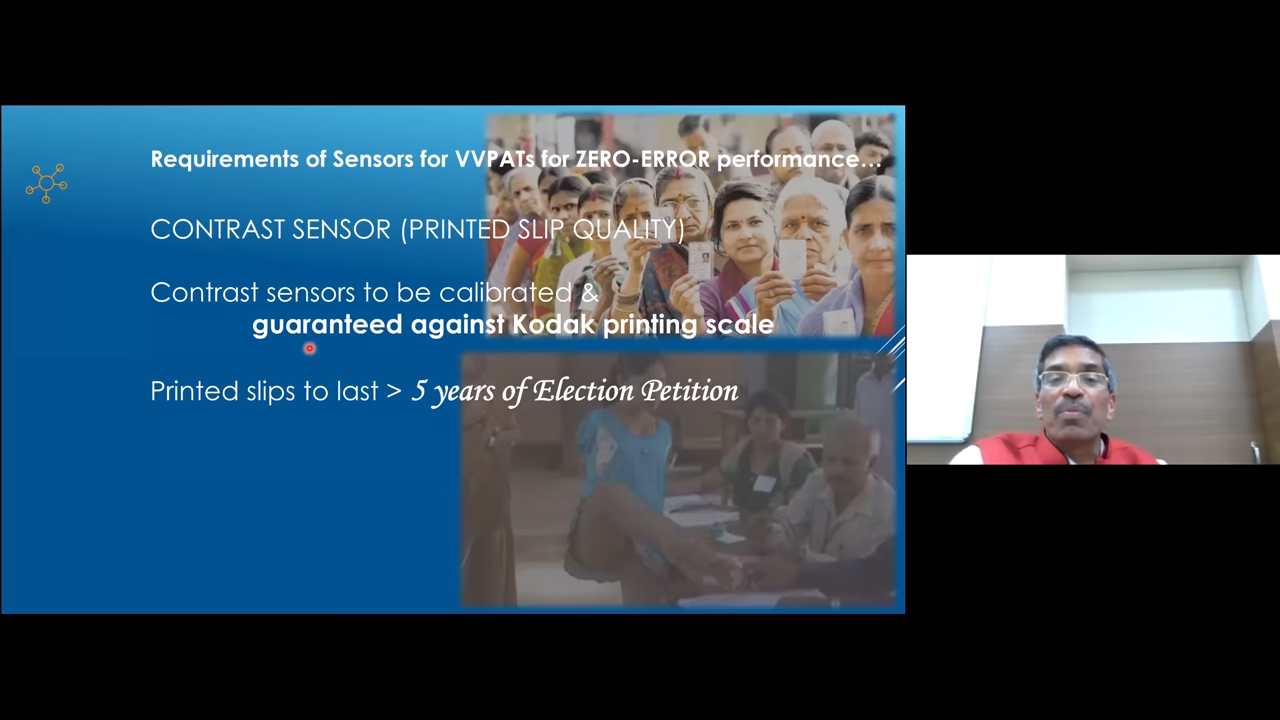 Requirements of Sensors for VVPATs for ZERO-ERROR performance…
CONTRAST SENSOR (PRINTED SLIP QUALITY)
Contrast sensors to be calibrated &
guaranteed against Kodak printing scale
Printed slips to last > 5 years of Election Petition